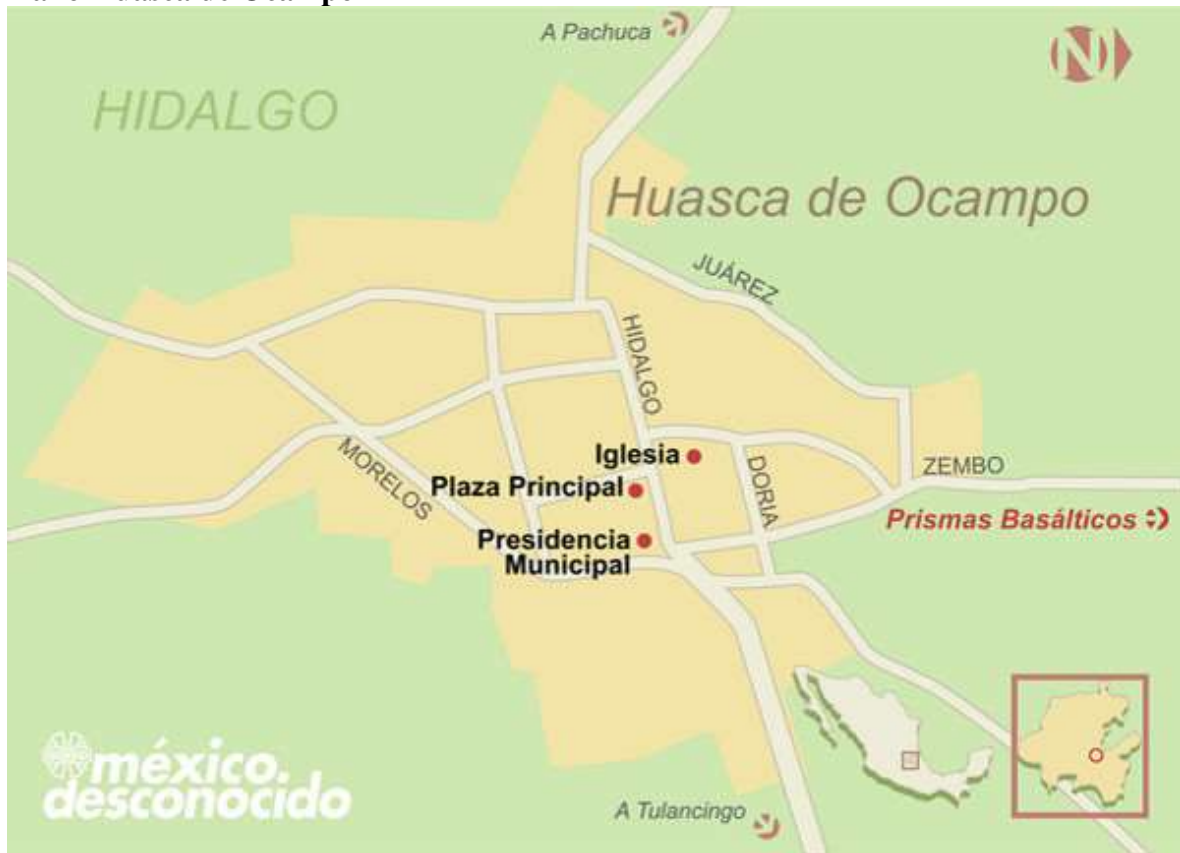 A Pachuca
N
HIDALGO
Huasca de Ocampo
JUÁREZ
HIDALGO
Iglesia
MORELOS
DORIA
ZEMBO
Plaza Principal
Prismas Basálticos
Presidencia
Municipal
méxico.
desconocido
A Tulancingo